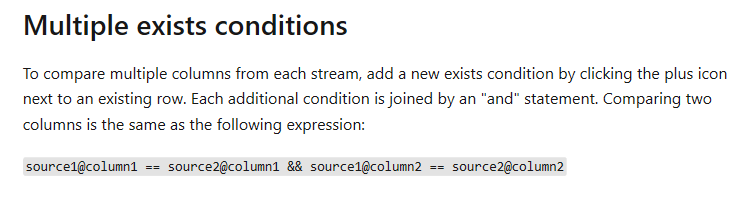 Multiple exists conditions
To compare multiple columns from each stream, add a new exists condition by clicking the plus icon
next to an existing row. Each additional condition is joined by an "and" statement. Comparing two
columns is the same as the following expression:
source1@column1 == source2@column1 && source1@column2 == source2@column2